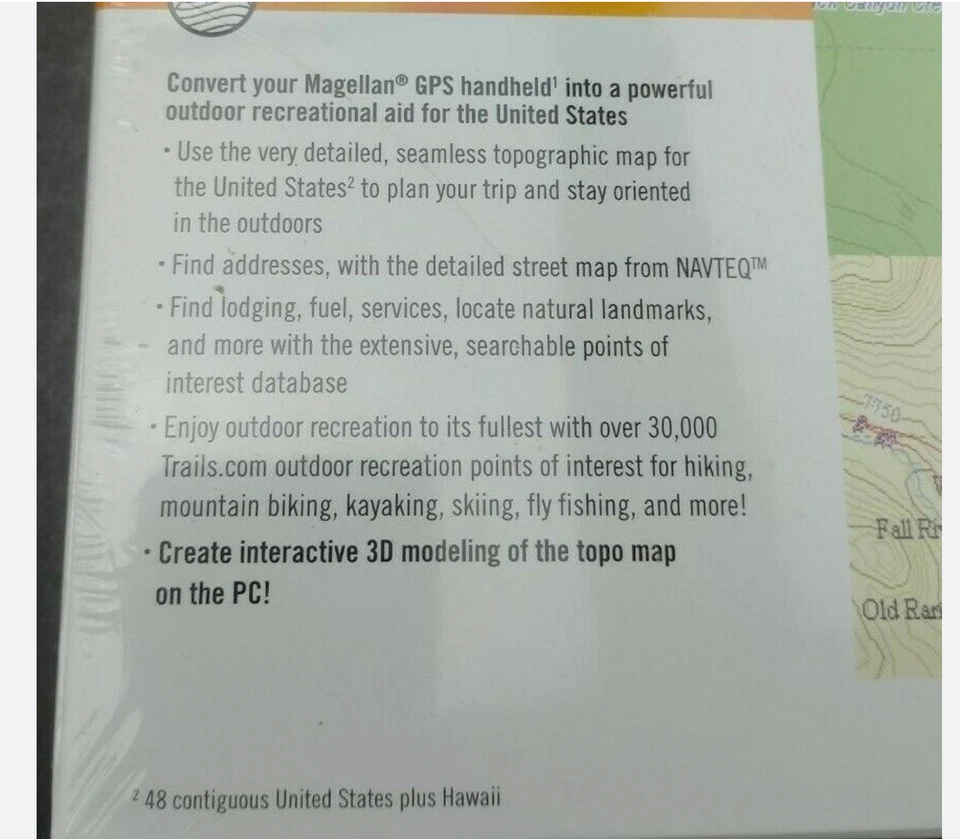 Convert your Magellan® GPS handheld¹ into a powerful
outdoor recreational aid for the United States
• Use the very detailed, seamless topographic map for
the United States² to plan your trip and stay oriented
in the outdoors
• Find addresses, with the detailed street map from NAVTEQ™
• Find lodging, fuel, services, locate natural landmarks,
and more with the extensive, searchable points of
interest database
• Enjoy outdoor recreation to its fullest with over 30,000
Trails.com outdoor recreation points of interest for hiking,
mountain biking, kayaking, skiing, fly fishing, and more!
• Create interactive 3D modeling of the topo map
on the PC!
² 48 contiguous United States plus Hawaii
Canyon
7750
Fall
Old